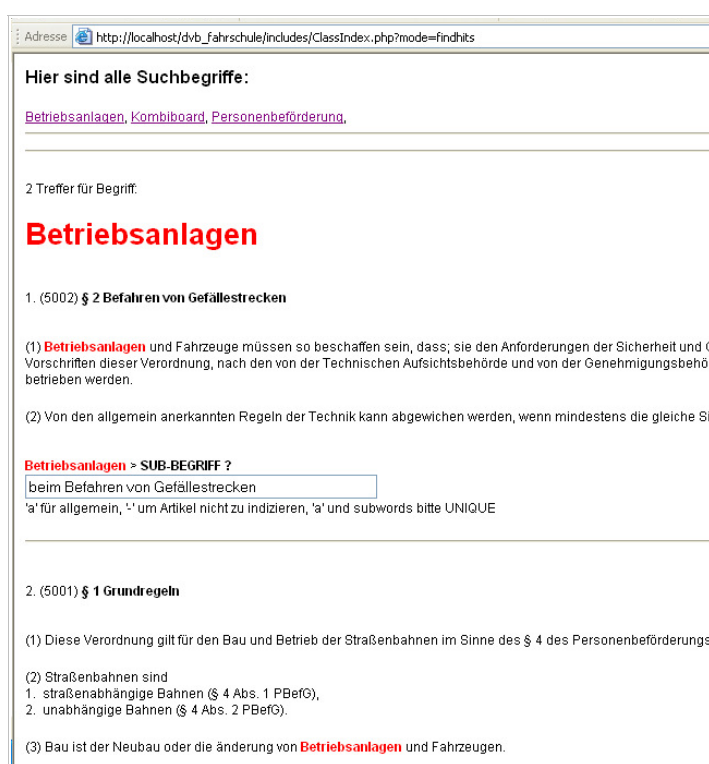 Adresse http://localhost/dvb_fahrschule/includes/ClassIndex.php?mode=findhits
Hier sind alle Suchbegriffe:
Betriebsanlagen, Kombiboard, Personenbeförderung,
2 Treffer für Begriff:
Betriebsanlagen
1. (5002) § 2 Befahren von Gefällestrecken
(1) Betriebsanlagen und Fahrzeuge müssen so beschaffen sein, dass; sie den Anforderungen der Sicherheit und
Vorschriften dieser Verordnung, nach den von der Technischen Aufsichtsbehörde und von der Genehmigungsbehö
betrieben werden.
(2) Von den allgemein anerkannten Regeln der Technik kann abgewichen werden, wenn mindestens die gleiche Si
Betriebsanlagen > SUB-BEGRIFF ?
beim Befahren von Gefällestrecken
'a' für allgemein, '-' um Artikel nicht zu indizieren, 'a' und subwords bitte UNIQUE
2. (5001) § 1 Grundregeln
(1) Diese Verordnung gilt für den Bau und Betrieb der Straßenbahnen im Sinne des § 4 des Personenbeförderungs
(2) Straßenbahnen sind
1. straßenabhängige Bahnen (§ 4 Abs. 1 PBefG),
2. unabhängige Bahnen (§ 4 Abs. 2 PBefG).
(3) Bau ist der Neubau oder die änderung von Betriebsanlagen und Fahrzeugen.